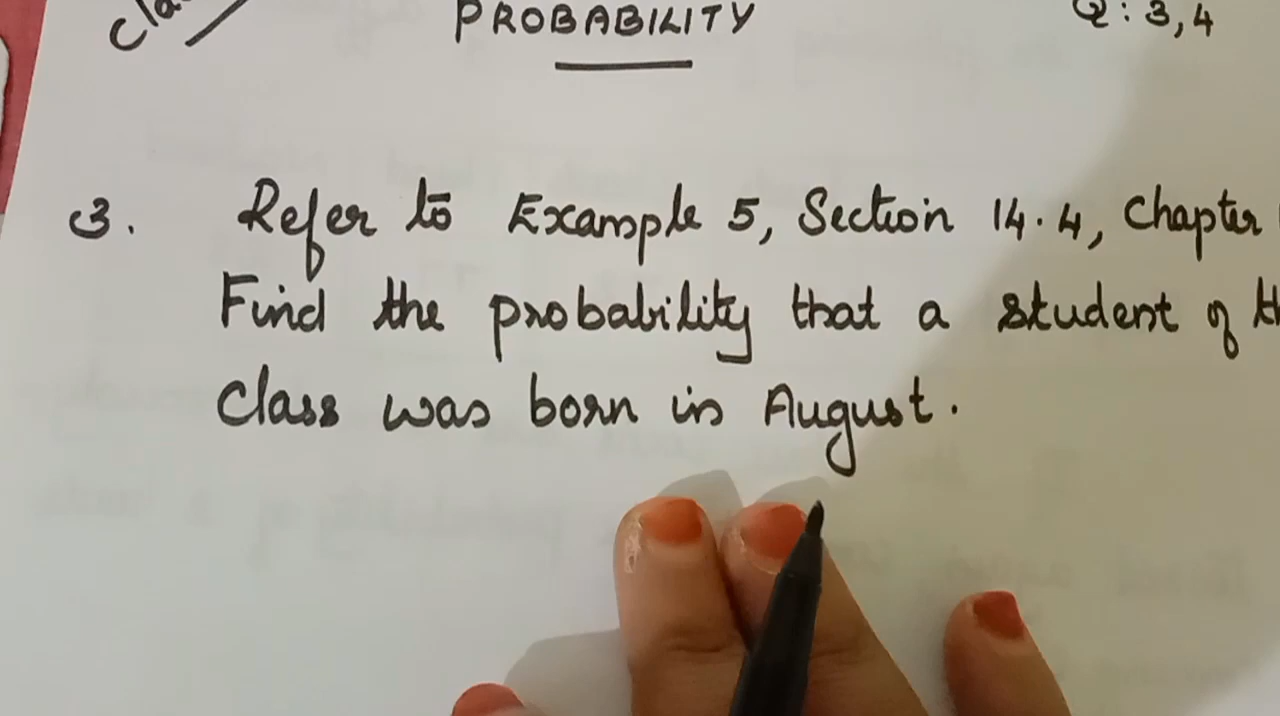 PROBABILITY
Q : 3, 4
3. Refer to Example 5, Section 14.4, Chapter
Find the probability that a student of
class was born in August.